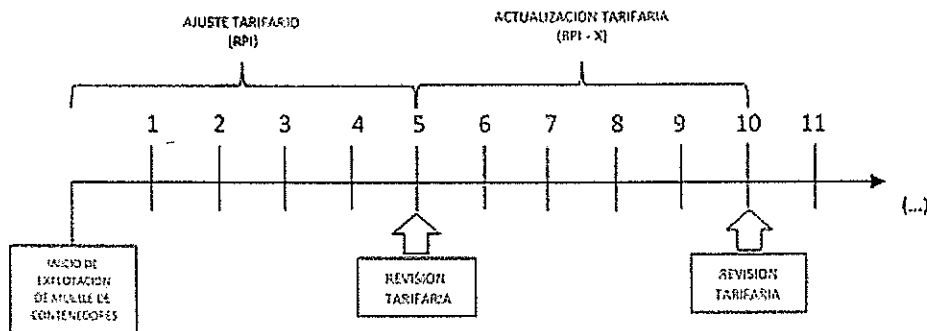 AJUSTE TARIFARIO
(RPI)
ACTUALIZACION TARIFARIA
(RPI - X)
1 2 3 4 5 6 7 8 9 10 11
(...)
INICIO DE
EXPLOTACION
DE MUELLE DE
CONTENEDORES
REVISION
TARIFARIA
REVISION
TARIFARIA